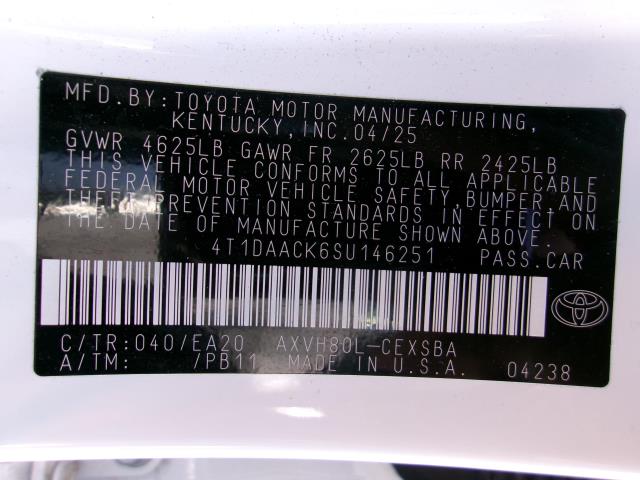 MFD. BY: TOYOTA MOTOR MANUFACTURING,
KENTUCKY, INC. 04/25
GVWR 4625LB GAWR FR 2625LB RR 2425LB
THIS VEHICLE CONFORMS TO ALL APPLICABLE
FEDERAL MOTOR VEHICLE SAFETY, BUMPER AND
THEFT PREVENTION STANDARDS IN EFFECT ON
THE DATE OF MANUFACTURE SHOWN ABOVE.
4T1DAACK6SU146251 PASS.CAR
C/TR:040/EA20 AXVH80L-CEXSBA
A/TM: /PB11 MADE IN U.S.A. 04238